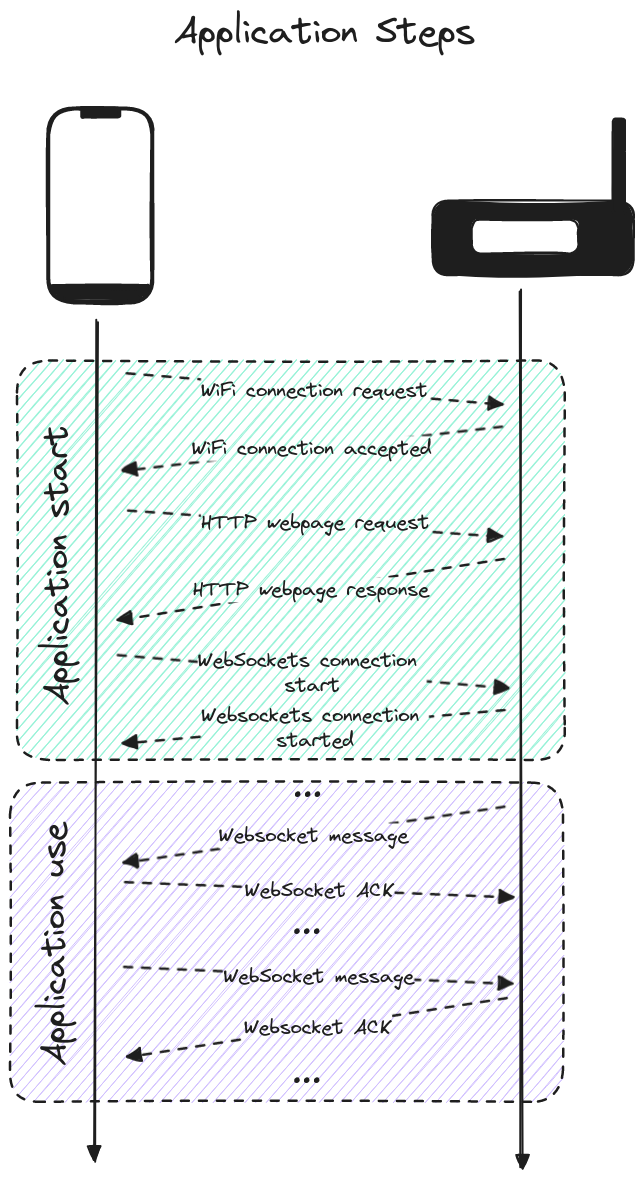 Application Steps
Application start
WiFi connection request
WiFi connection accepted
HTTP webpage request
HTTP webpage response
WebSockets connection
start
Websockets connection
started
Application use
...
Websocket message
WebSocket ACK
...
WebSocket message
Websocket ACK
...